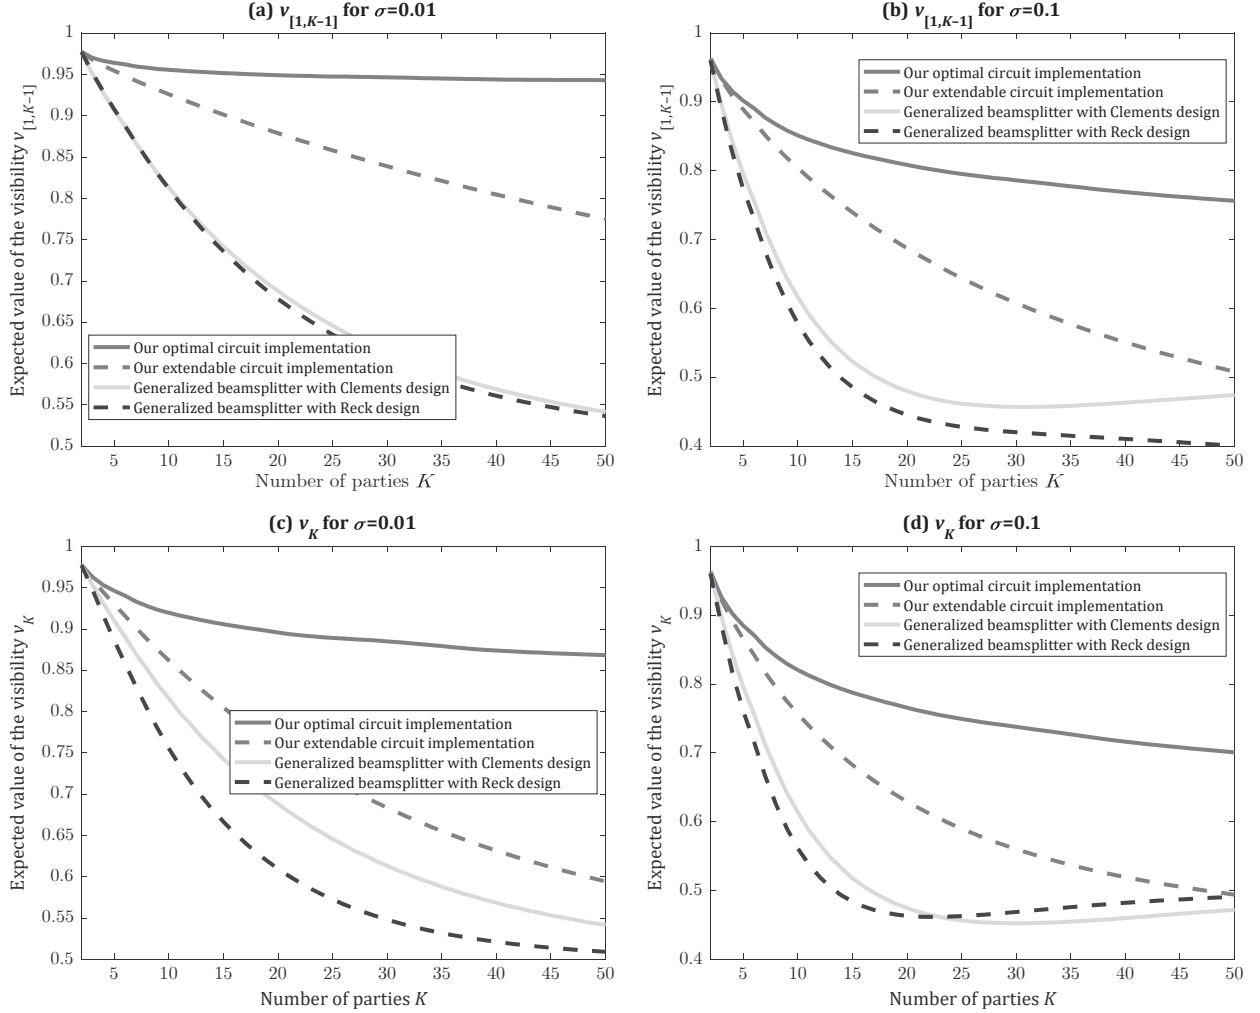 (a) v[1,K−1] for σ=0.01
Expected value of the visibility v[1,K−1]
1
0.95
0.9
0.85
0.8
0.75
0.7
0.65
0.6
0.55
0.5
Our optimal circuit implementation
Our extendable circuit implementation
Generalized beamsplitter with Clements design
Generalized beamsplitter with Reck design
5 10 15 20 25 30 35 40 45 50
Number of parties K
(b) v[1,K−1] for σ=0.1
Expected value of the visibility v[1,K−1]
1
0.9
0.8
0.7
0.6
0.5
0.4
Our optimal circuit implementation
Our extendable circuit implementation
Generalized beamsplitter with Clements design
Generalized beamsplitter with Reck design
5 10 15 20 25 30 35 40 45 50
Number of parties K
(c) vK for σ=0.01
Expected value of the visibility vK
1
0.95
0.9
0.85
0.8
0.75
0.7
0.65
0.6
0.55
0.5
Our optimal circuit implementation
Our extendable circuit implementation
Generalized beamsplitter with Clements design
Generalized beamsplitter with Reck design
5 10 15 20 25 30 35 40 45 50
Number of parties K
(d) vK for σ=0.1
Expected value of the visibility vK
1
0.9
0.8
0.7
0.6
0.5
0.4
Our optimal circuit implementation
Our extendable circuit implementation
Generalized beamsplitter with Clements design
Generalized beamsplitter with Reck design
5 10 15 20 25 30 35 40 45 50
Number of parties K